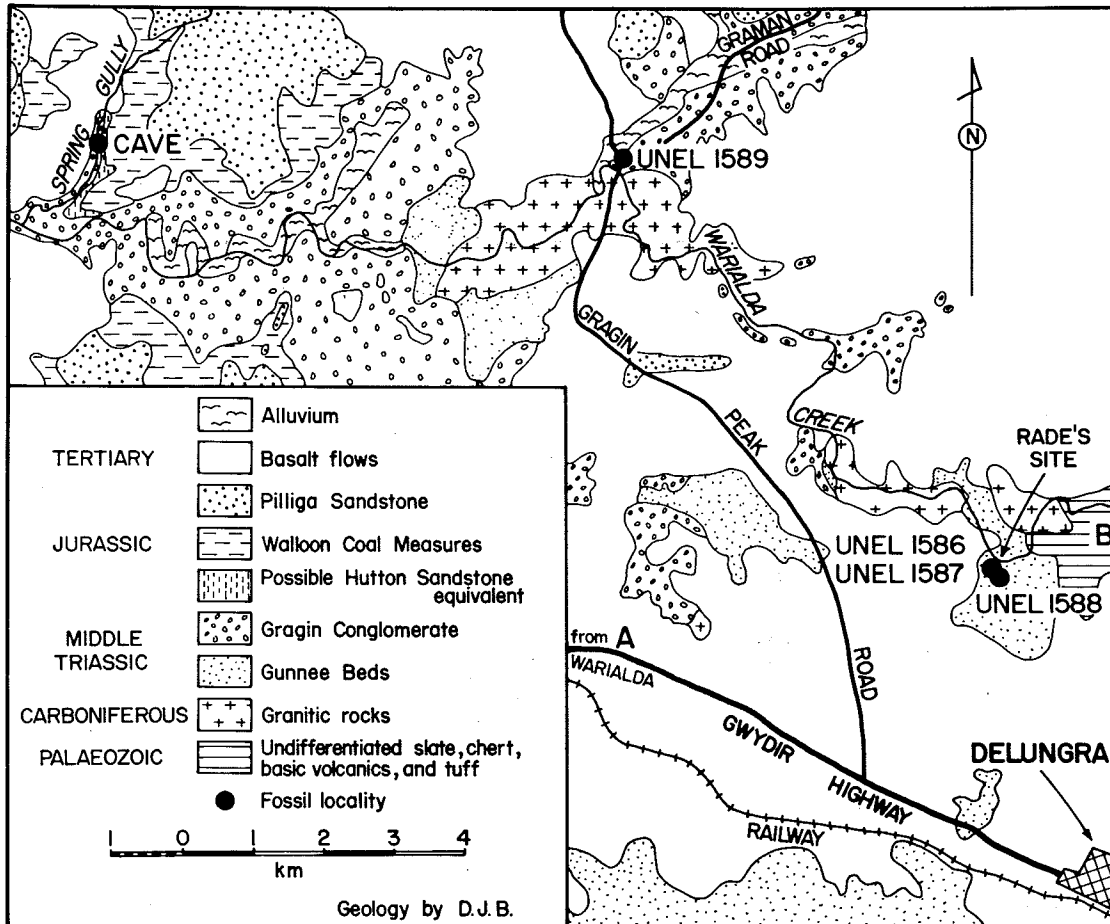 GRAMAN
ROAD
SPRING GULLY
CAVE
UNEL 1589
N
WARIALDA
GRAGIN
PEAK
CREEK
RADE'S
SITE
B
UNEL 1586
UNEL 1587
UNEL 1588
from A
WARIALDA
ROAD
GWYDIR
HIGHWAY
DELUNGRA
RAILWAY
Alluvium
TERTIARY
Basalt flows
Pilliga Sandstone
JURASSIC
Walloon Coal Measures
Possible Hutton Sandstone
equivalent
Gragin Conglomerate
MIDDLE
TRIASSIC
Gunnee Beds
CARBONIFEROUS
Granitic rocks
PALAEOZOIC
Undifferentiated slate, chert,
basic volcanics, and tuff
Fossil locality
1 0 1 2 3 4
km
Geology by D.J.B.